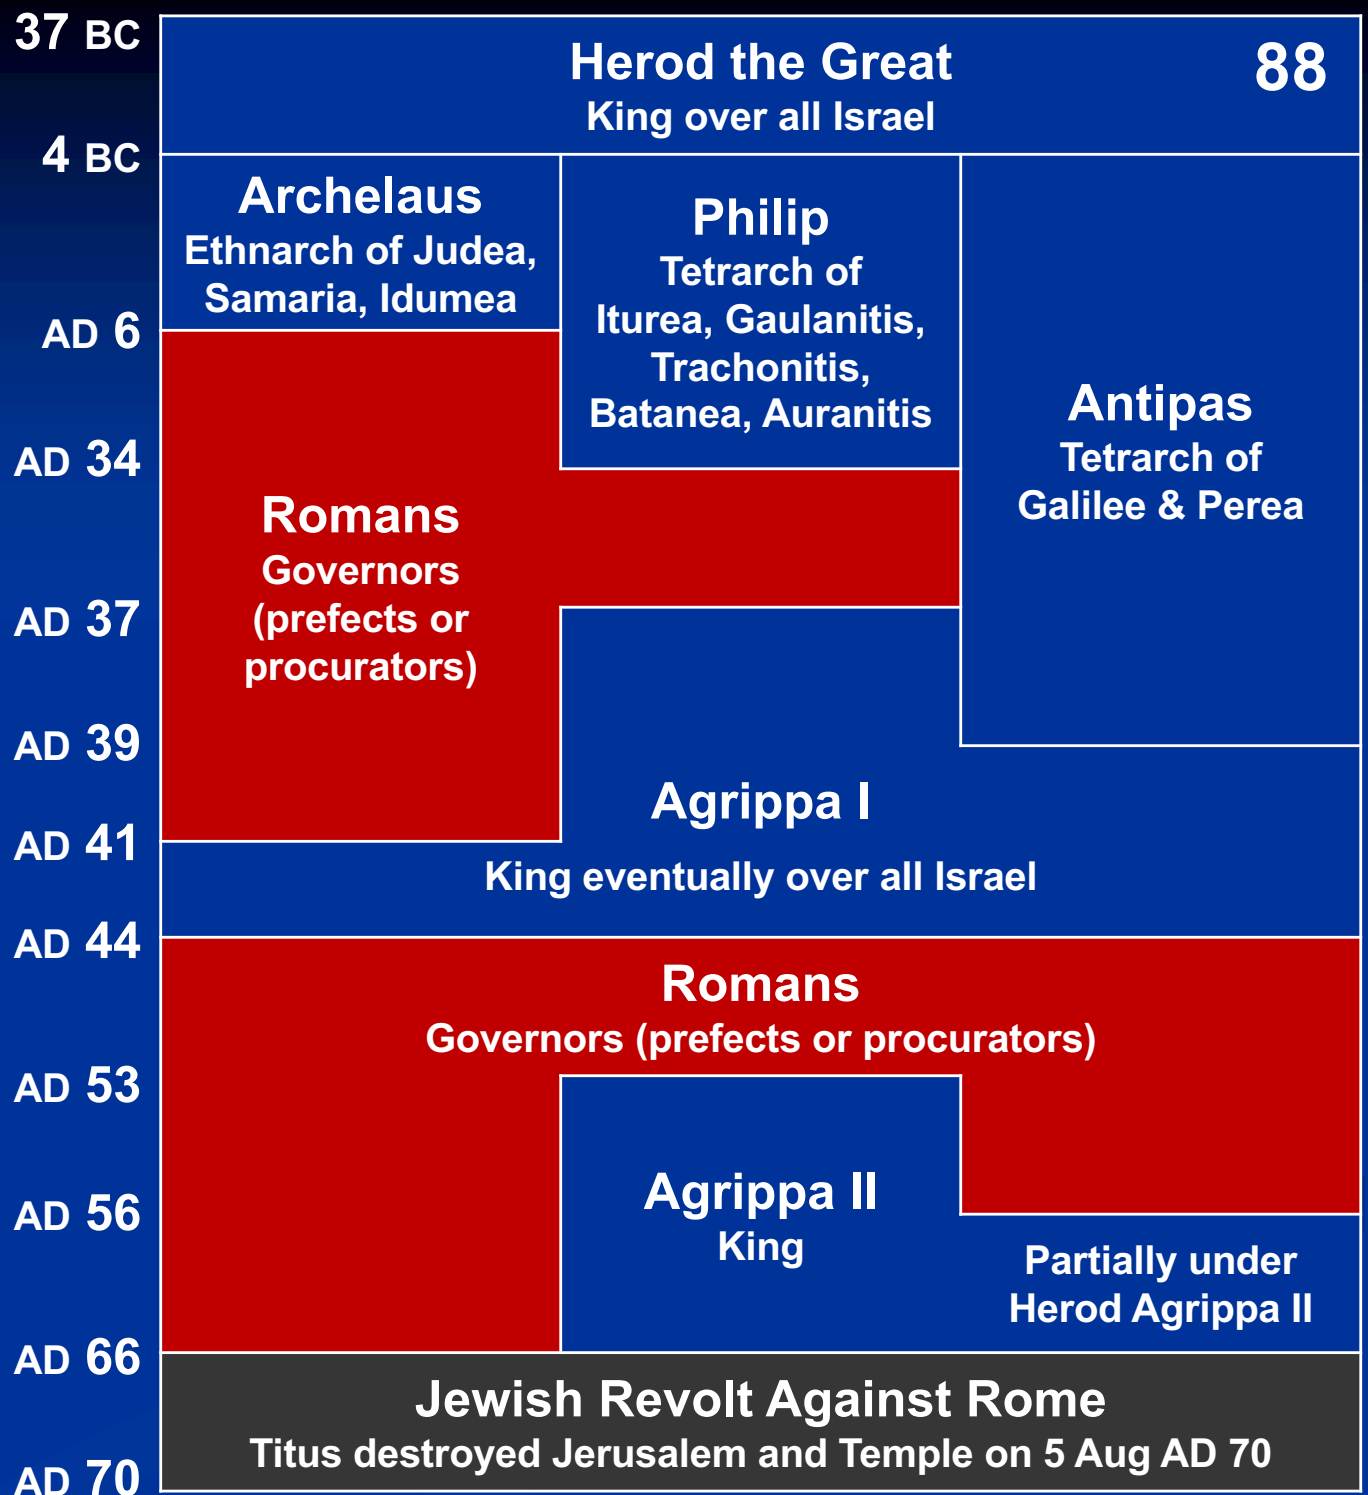 37 BC
Herod the Great
88
King over all Israel
4 BC
Archelaus
Ethnarch of Judea,
Samaria, Idumea
Philip
Tetrarch of
Iturea, Gaulanitis,
Trachonitis,
Batanea, Auranitis
Antipas
Tetrarch of
Galilee & Perea
AD 6
AD 34
Romans
Governors
(prefects or
procurators)
AD 37
AD 39
Agrippa I
AD 41
King eventually over all Israel
AD 44
Romans
Governors (prefects or procurators)
AD 53
Agrippa II
King
AD 56
Partially under
Herod Agrippa II
AD 66
Jewish Revolt Against Rome
Titus destroyed Jerusalem and Temple on 5 Aug AD 70
AD 70